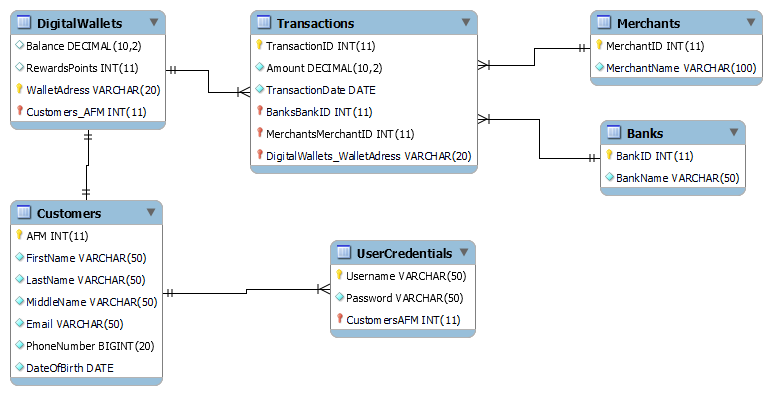 DigitalWallets
Balance DECIMAL(10,2)
RewardsPoints INT(11)
WalletAdress VARCHAR(20)
Customers_AFM INT(11)
Transactions
TransactionID INT(11)
Amount DECIMAL(10,2)
TransactionDate DATE
BanksBankID INT(11)
MerchantsMerchantID INT(11)
DigitalWallets_WalletAdress VARCHAR(20)
Merchants
MerchantID INT(11)
MerchantName VARCHAR(100)
Banks
BankID INT(11)
BankName VARCHAR(50)
Customers
AFM INT(11)
FirstName VARCHAR(50)
LastName VARCHAR(50)
MiddleName VARCHAR(50)
Email VARCHAR(50)
PhoneNumber BIGINT(20)
DateOfBirth DATE
UserCredentials
Username VARCHAR(50)
Password VARCHAR(50)
CustomersAFM INT(11)